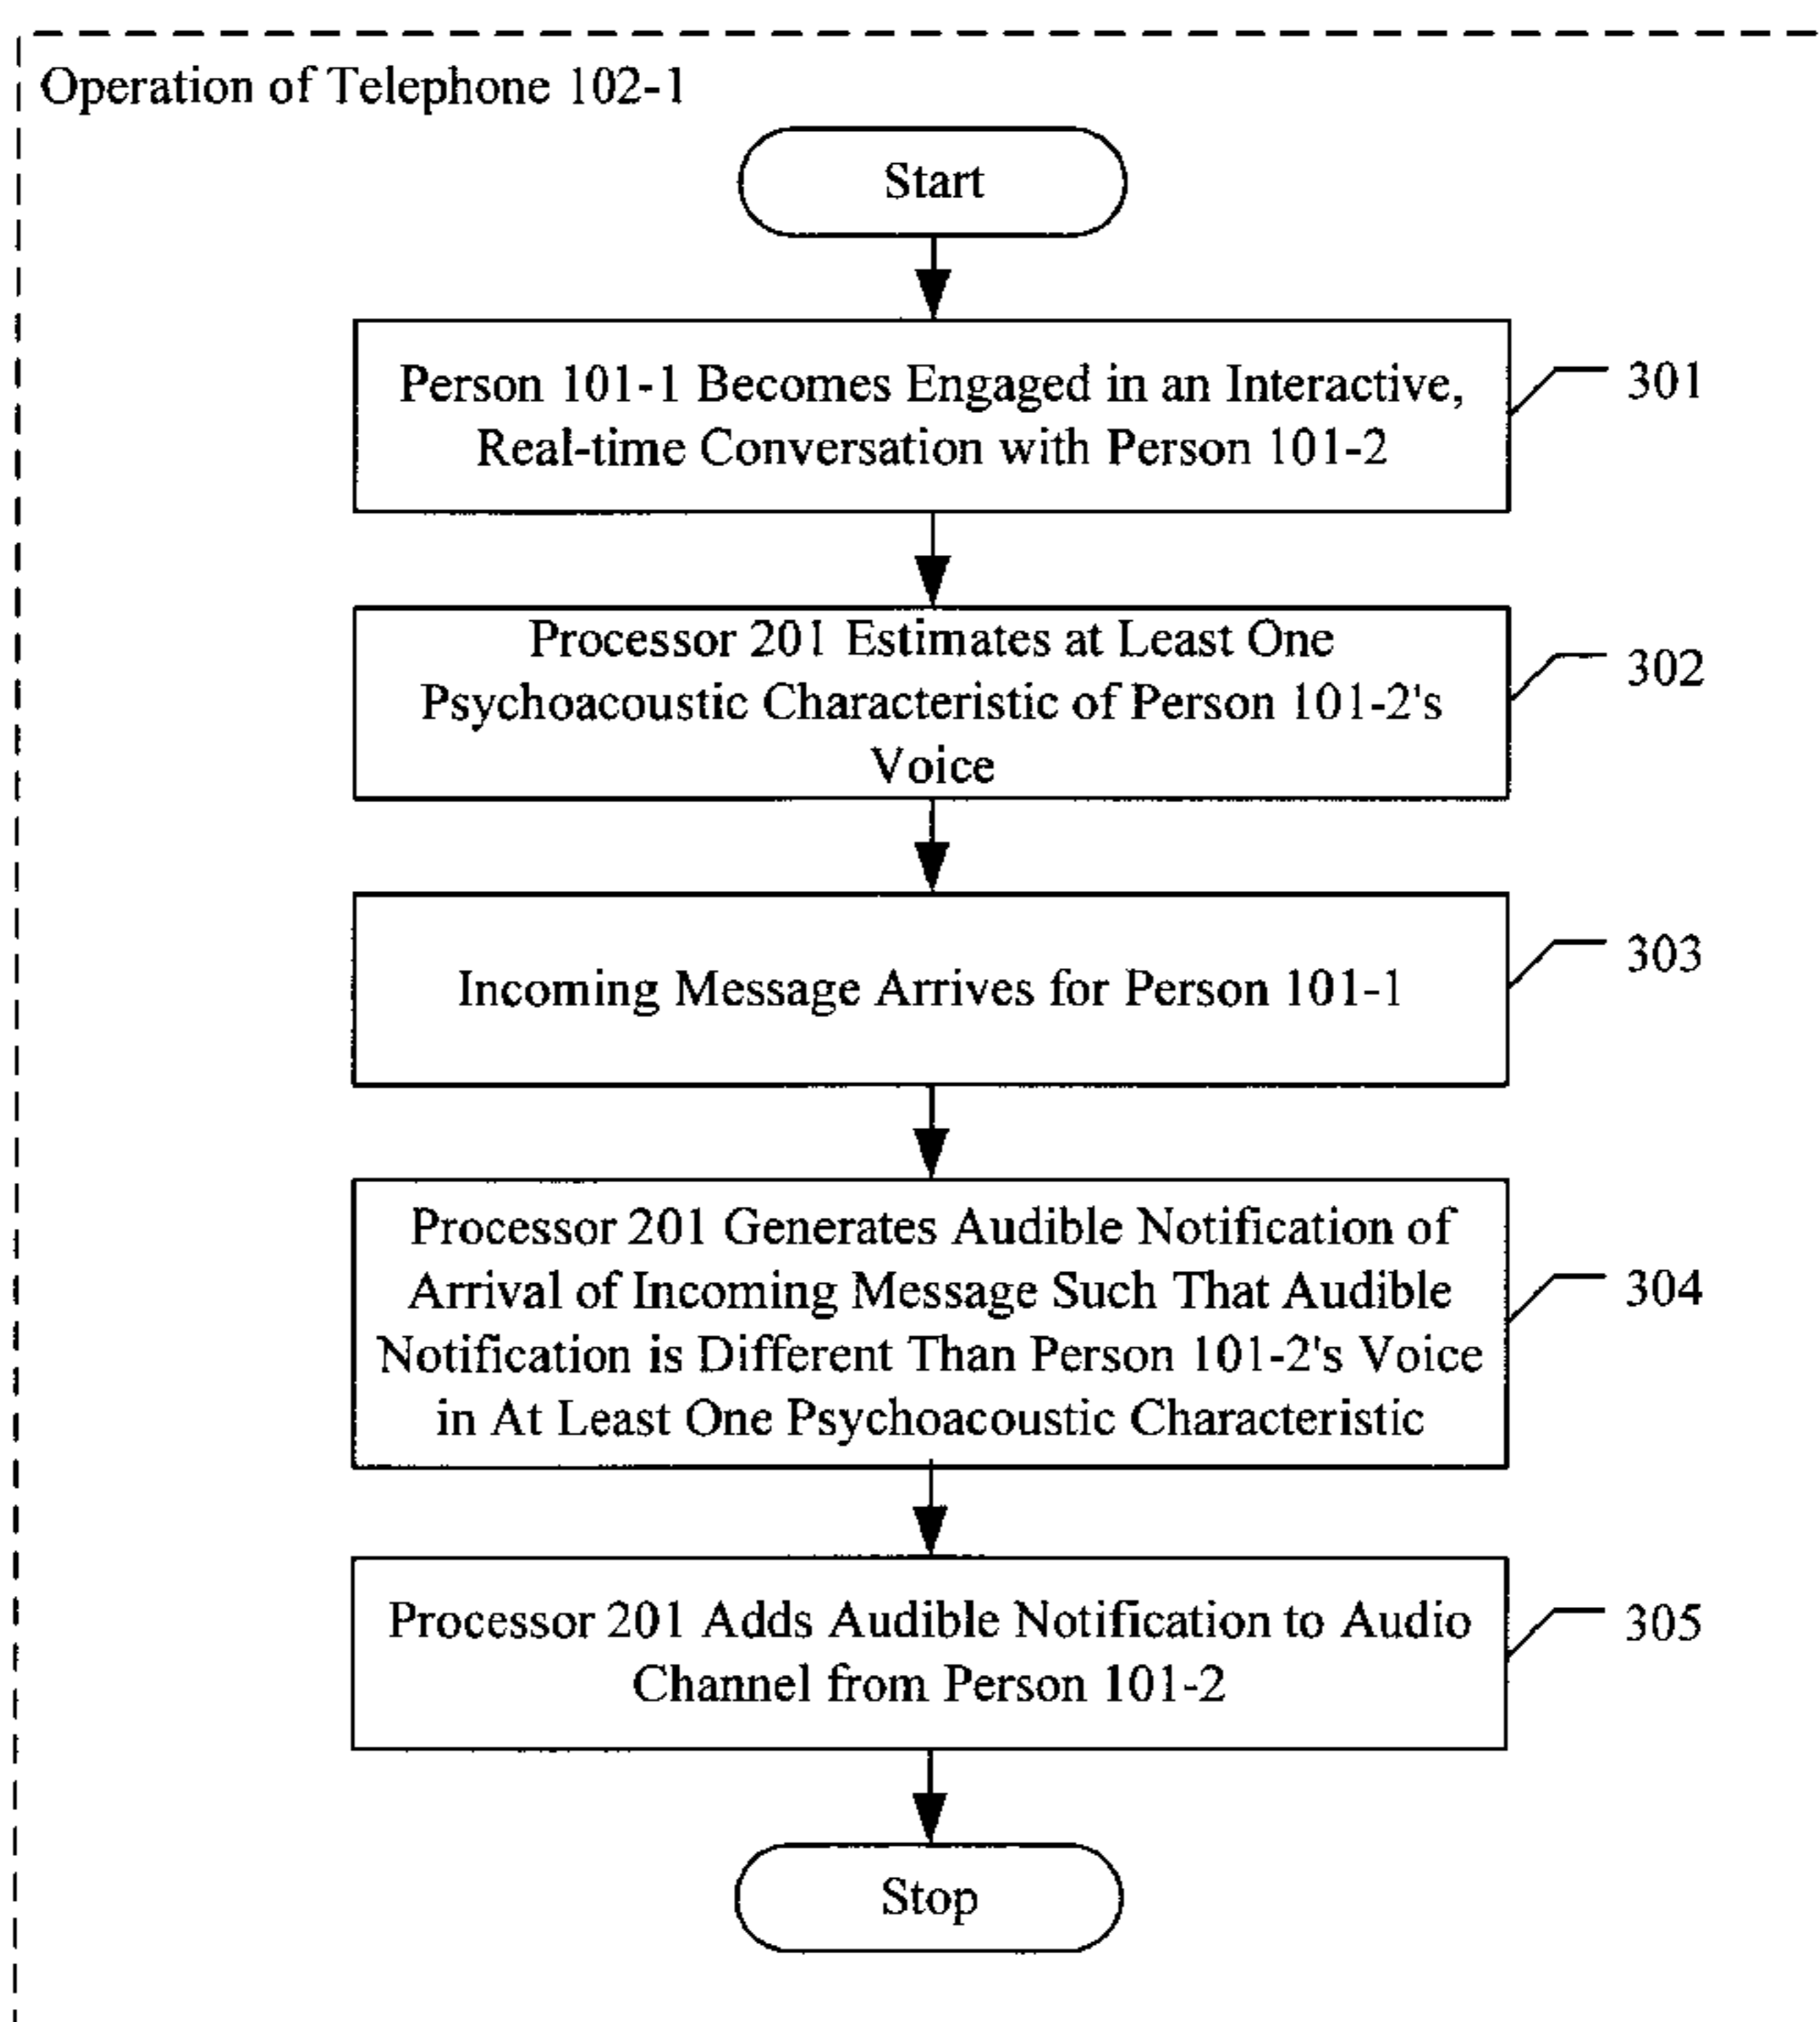 Operation of Telephone 102-1
Start
Person 101-1 Becomes Engaged in an Interactive,
Real-time Conversation with Person 101-2
301
Processor 201 Estimates at Least One
Psychoacoustic Characteristic of Person 101-2's
Voice
302
Incoming Message Arrives for Person 101-1
303
Processor 201 Generates Audible Notification of
Arrival of Incoming Message Such That Audible
Notification is Different Than Person 101-2's Voice
in At Least One Psychoacoustic Characteristic
304
Processor 201 Adds Audible Notification to Audio
Channel from Person 101-2
305
Stop